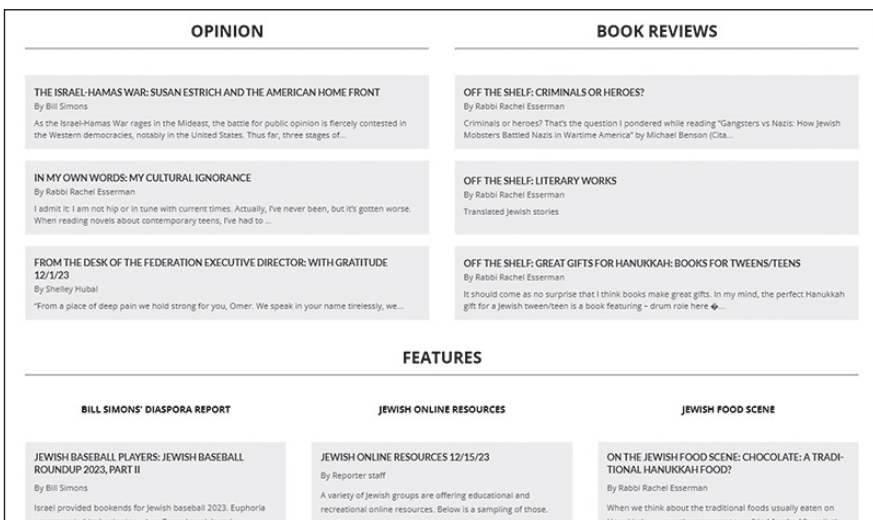 OPINION
THE ISRAEL-HAMAS WAR: SUSAN ESTRICH AND THE AMERICAN HOME FRONT
By Bill Simons
As the Israel-Hamas War rages in the Mideast, the battle for public opinion is fiercely contested in
the Western democracies, notably in the United States. Thus far, three stages of...
IN MY OWN WORDS: MY CULTURAL IGNORANCE
By Rabbi Rachel Esserman
I admit it: I am not hip or in tune with current times. Actually, I've never been, but it's gotten worse.
When reading novels about contemporary teens, I've had to ...
FROM THE DESK OF THE FEDERATION EXECUTIVE DIRECTOR: WITH GRATITUDE
12/1/23
By Shelley Hubal
"From a place of deep pain we hold strong for you, Omer. We speak in your name tirelessly, we...
BOOK REVIEWS
OFF THE SHELF: CRIMINALS OR HEROES?
By Rabbi Rachel Esserman
Criminals or heroes? That's the question I pondered while reading "Gangsters vs Nazis: How Jewish
Mobsters Battled Nazis in Wartime America" by Michael Benson (Cita...
OFF THE SHELF: LITERARY WORKS
By Rabbi Rachel Esserman
Translated Jewish stories
OFF THE SHELF: GREAT GIFTS FOR HANUKKAH: BOOKS FOR TWEENS/TEENS
By Rabbi Rachel Esserman
It should come as no surprise that I think books make great gifts. In my mind, the perfect Hanukkah
gift for a Jewish tween/teen is a book featuring – drum role here �...
FEATURES
BILL SIMONS' DIASPORA REPORT
JEWISH BASEBALL PLAYERS: JEWISH BASEBALL
ROUNDUP 2023, PART II
By Bill Simons
Israel provided bookends for Jewish baseball 2023. Euphoria
JEWISH ONLINE RESOURCES
JEWISH ONLINE RESOURCES 12/15/23
By Reporter staff
A variety of Jewish groups are offering educational and
recreational online resources. Below is a sampling of those.
JEWISH FOOD SCENE
ON THE JEWISH FOOD SCENE: CHOCOLATE: A TRADI-
TIONAL HANUKKAH FOOD?
By Rabbi Rachel Esserman
When we think about the traditional foods usually eaten on